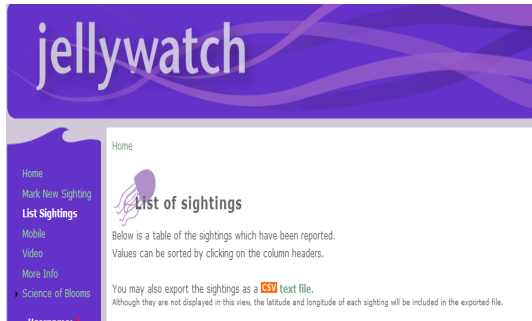 jellywatch
Home
Home
Mark New Sighting
List Sightings
Mobile
Video
More Info
Science of Blooms
Username:
List of sightings
Below is a table of the sightings which have been reported.
Values can be sorted by clicking on the column headers.
You may also export the sightings as a CSV text file.
Although they are not displayed in this view, the latitude and longitude of each sighting will be included in the exported file.